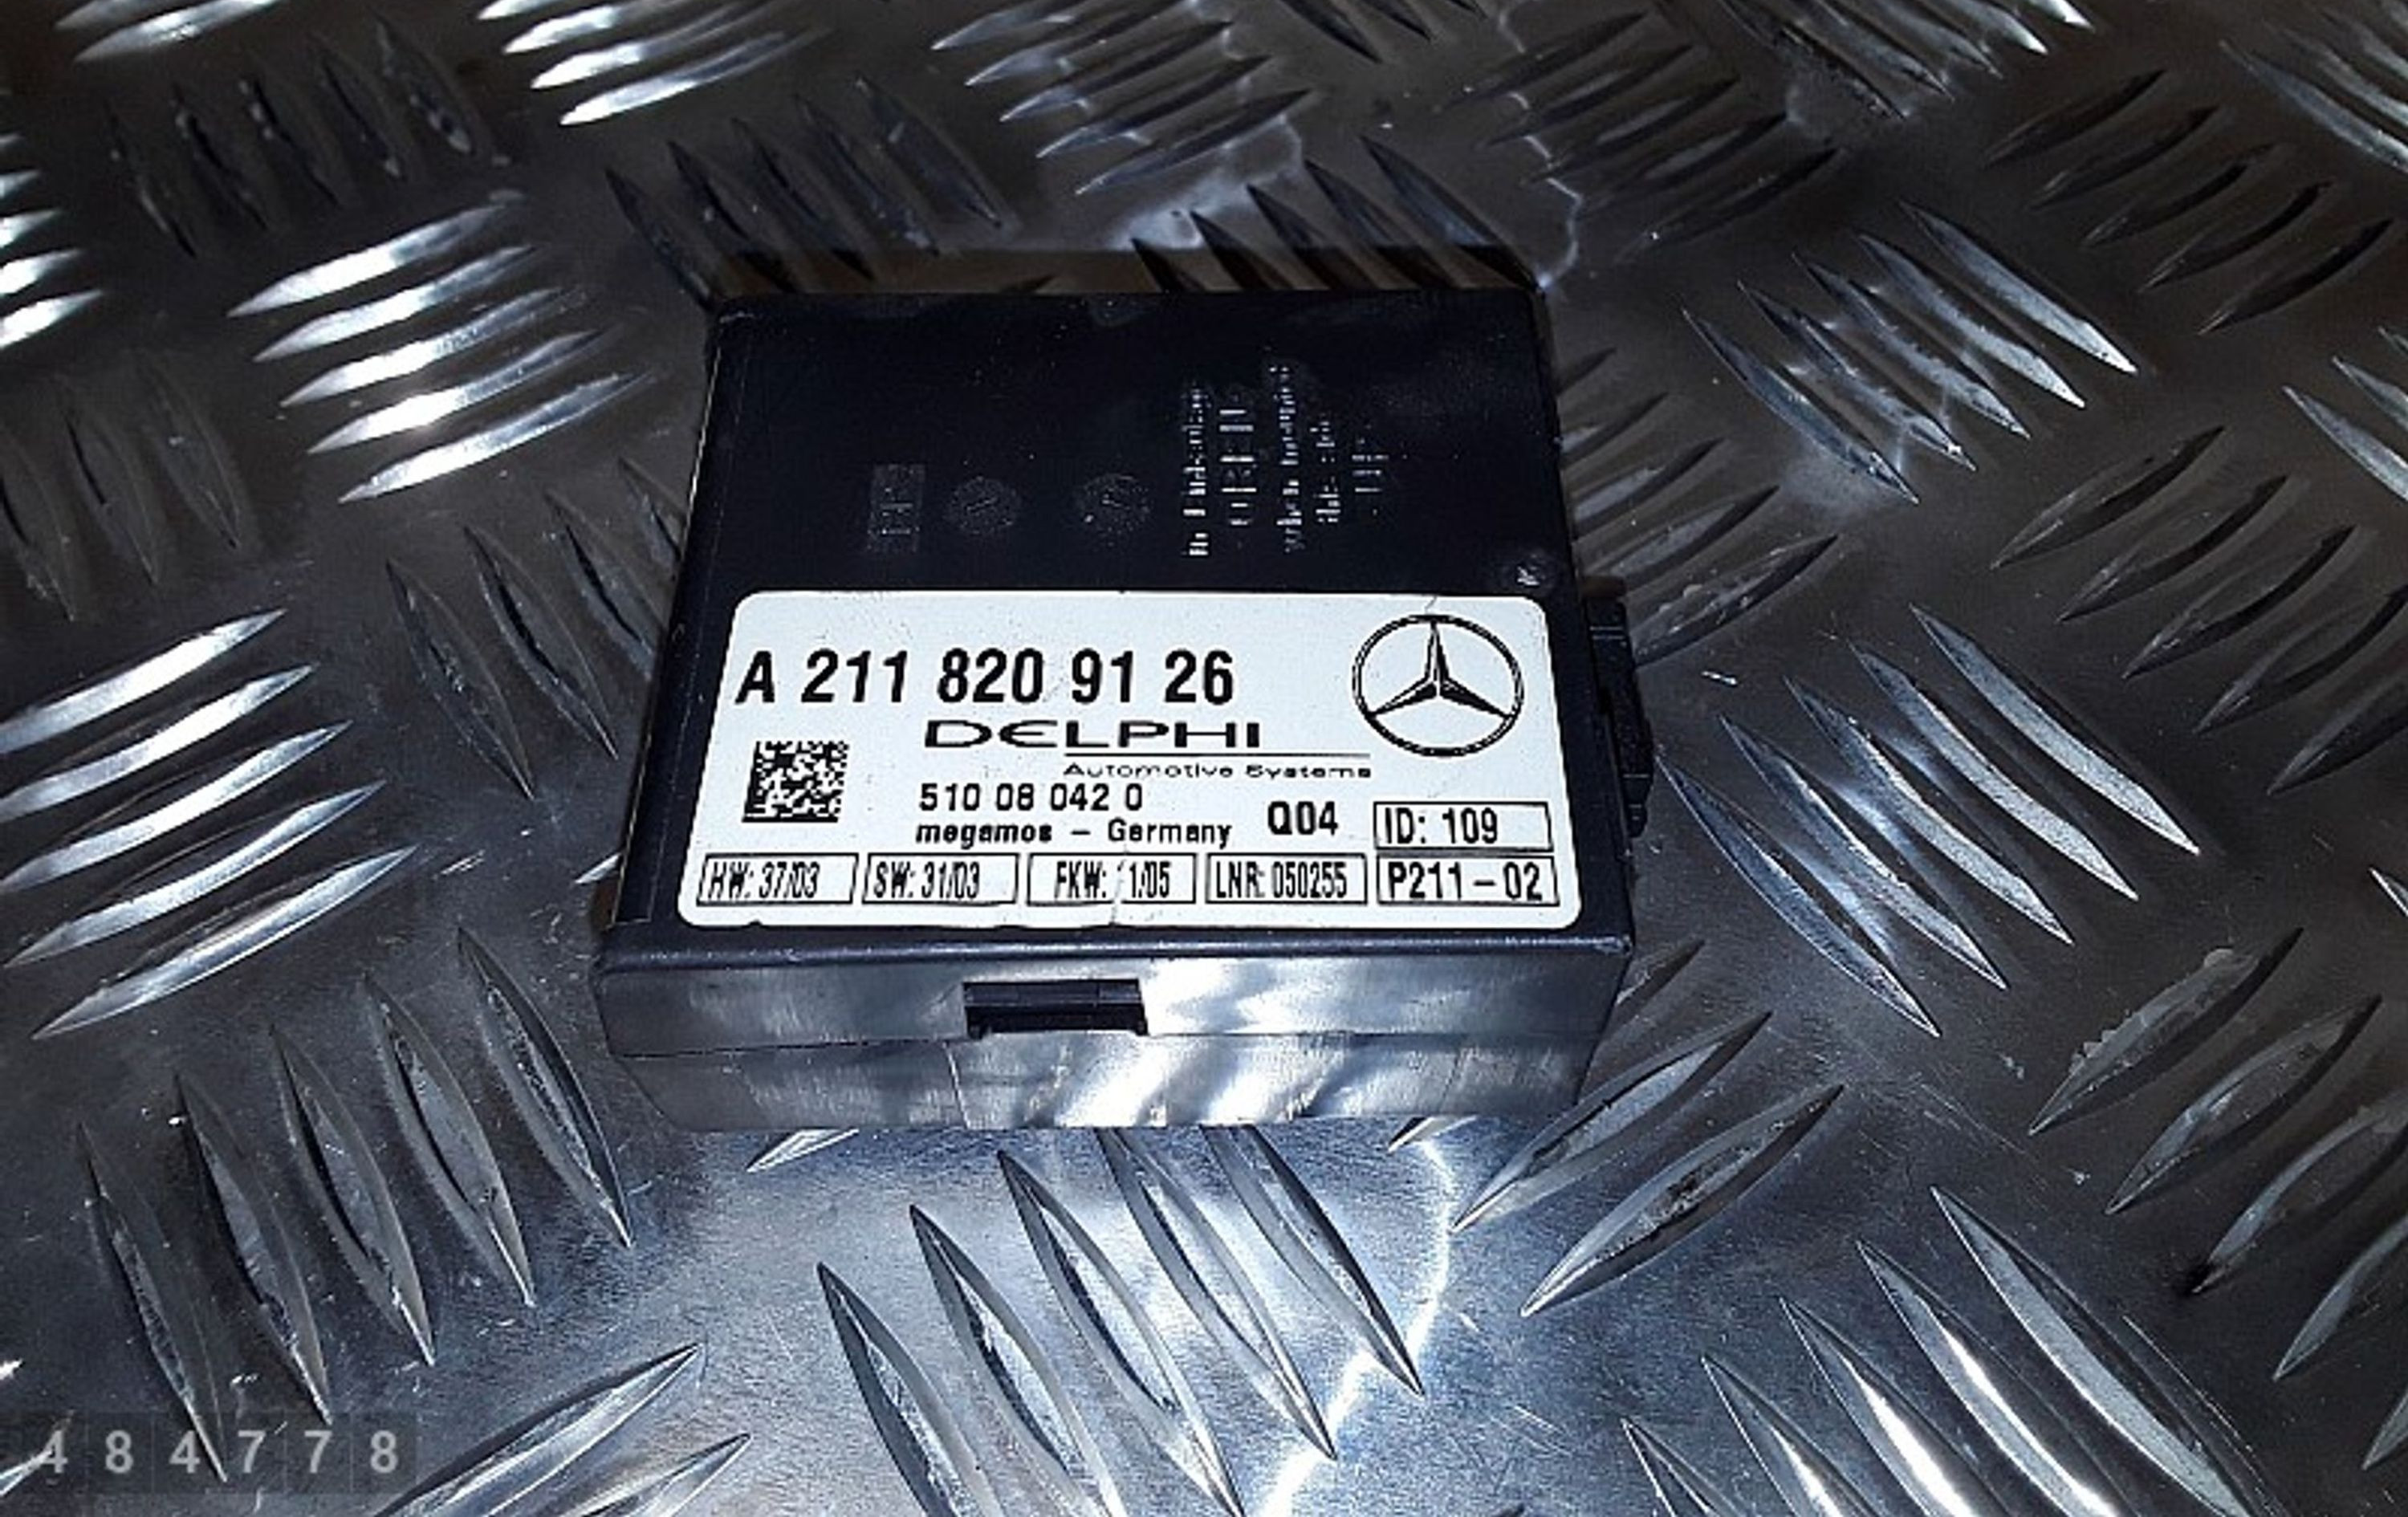 A 211 820 91 26
DELPHI
Automotive Systems
510 08 042 0
megamos - Germany
Q04
ID: 109
HW: 37/03
SW: 31/03
FKW: 1/05
LNR: 050255
P211-02
484778